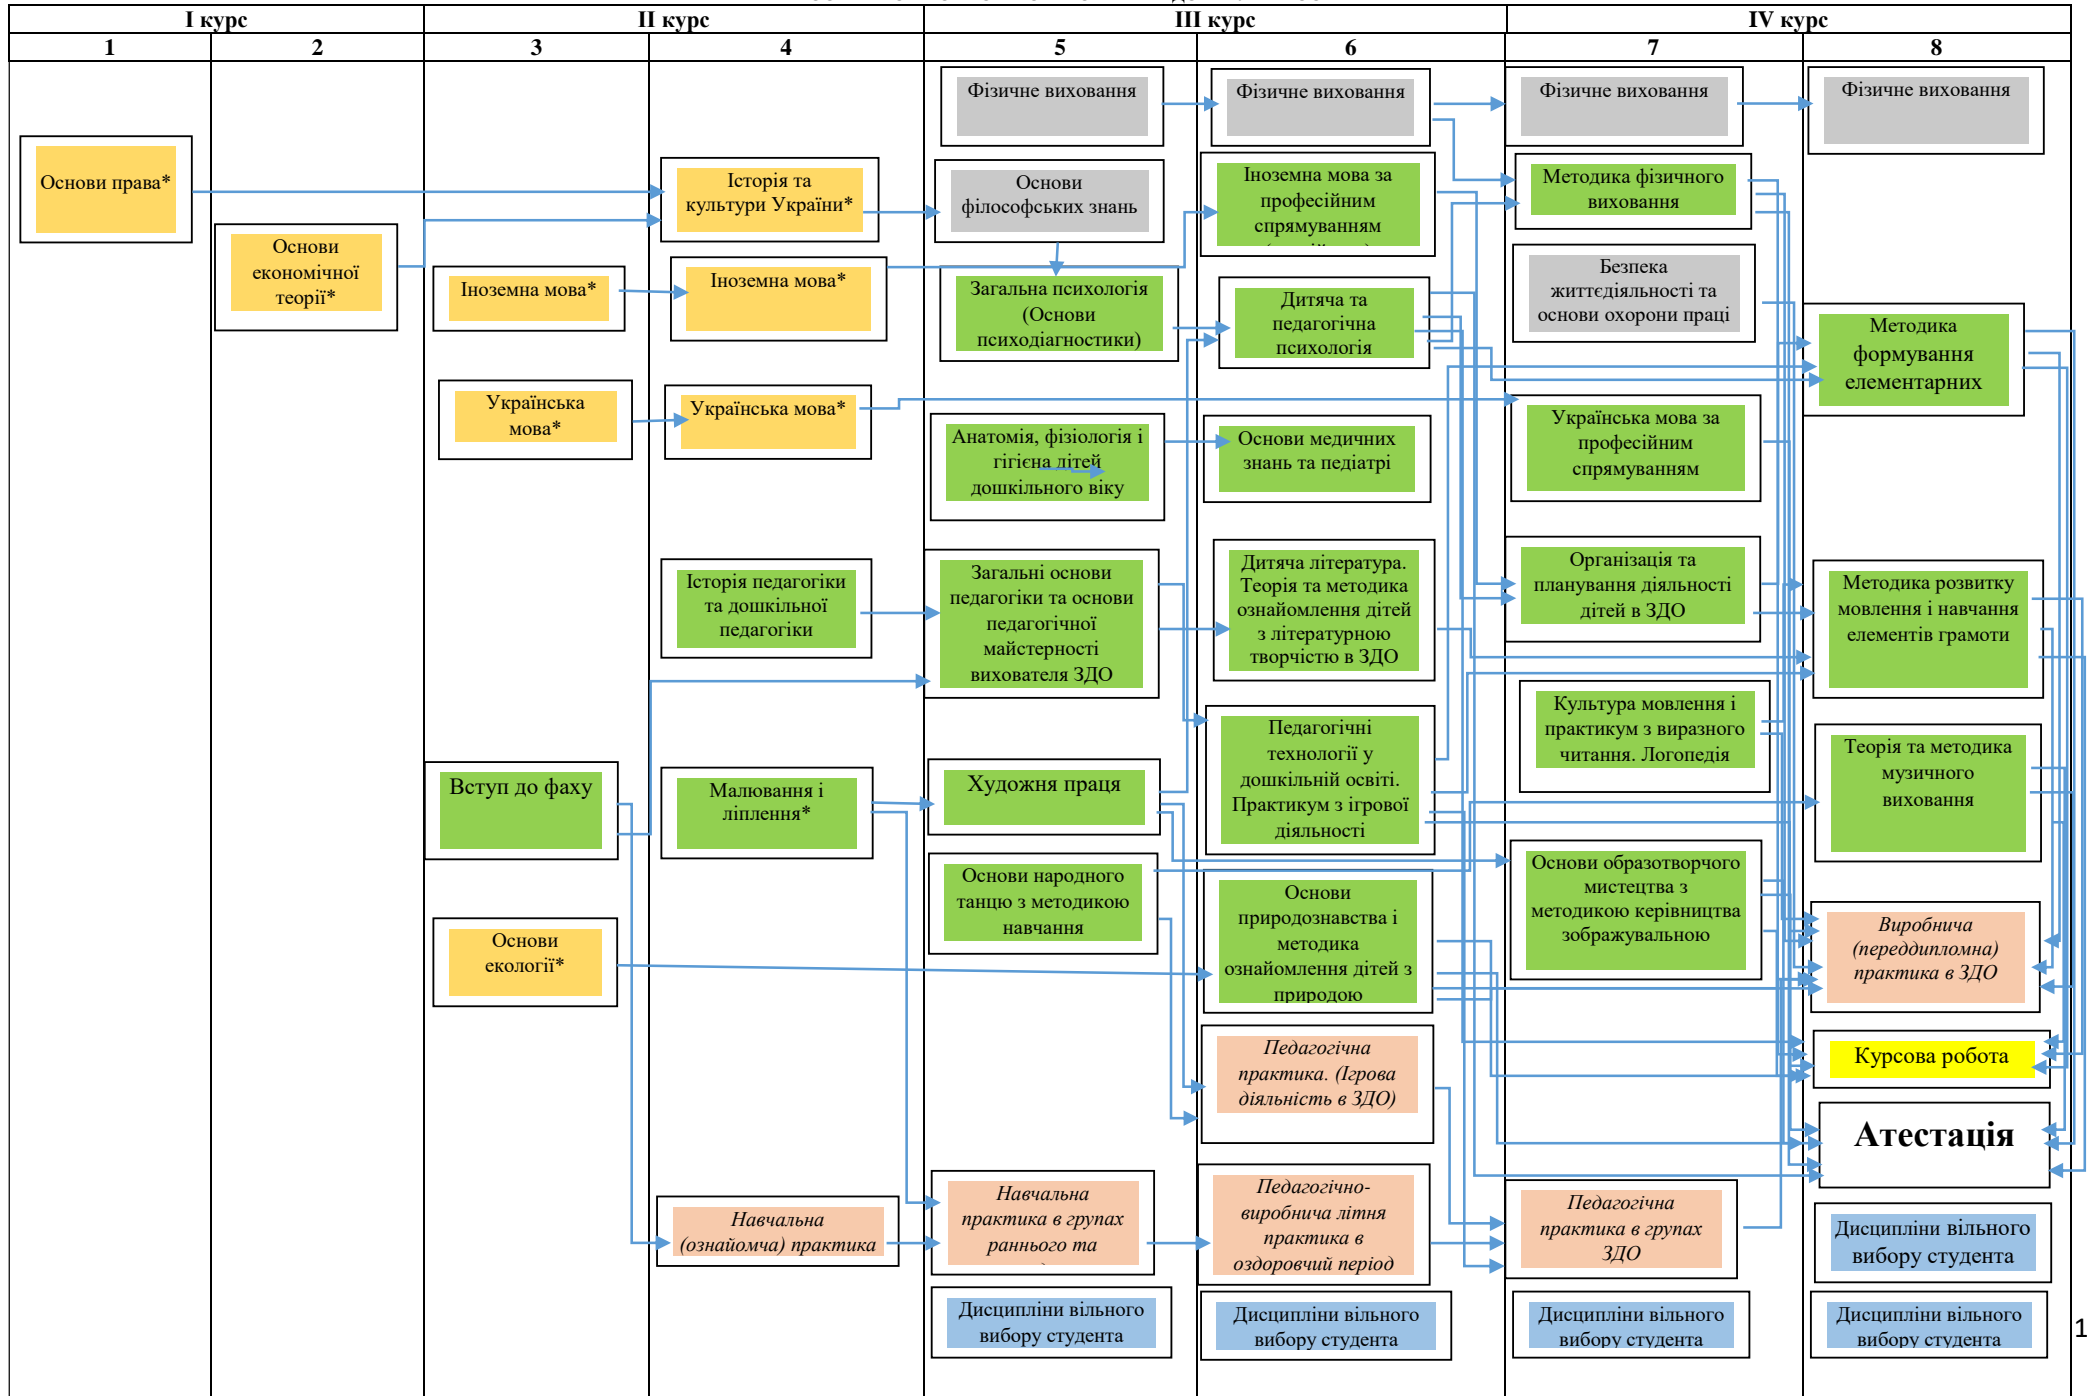 І курс
ІІ курс
ІІІ курс
IV курс
1
2
3
4
5
6
7
8
Основи права*
Основи
економічної
теорії*
Іноземна мова*
Українська
мова*
Вступ до фаху
Основи
екології*
Історія та
культури України*
Іноземна мова*
Українська мова*
Історія педагогіки
та дошкільної
педагогіки
Малювання і
ліплення*
Навчальна
(ознайомча) практика
Фізичне виховання
Основи
філософських знань
Загальна психологія
(Основи
психодіагностики)
Анатомія, фізіологія і
гігієна дітей
дошкільного віку
Загальні основи
педагогіки та основи
педагогічної
майстерності
вихователя ЗДО
Художня праця
Основи народного
танцю з методикою
навчання
Навчальна
практика в групах
раннього та
Дисципліни вільного
вибору студента
Фізичне виховання
Іноземна мова за
професійним
спрямуванням
Дитяча та
педагогічна
психологія
Основи медичних
знань та педіатрі
Дитяча література.
Теорія та методика
ознайомлення дітей
з літературною
творчістю в ЗДО
Педагогічні
технології у
дошкільній освіті.
Практикум з ігрової
діяльності
Основи
природознавства і
методика
ознайомлення дітей з
природою
Педагогічна
практика. (Ігрова
діяльність в ЗДО)
Педагогічно-
виробнича літня
практика в
оздоровчий період
Дисципліни вільного
вибору студента
Фізичне виховання
Методика фізичного
виховання
Безпека
життєдіяльності та
основи охорони праці
Українська мова за
професійним
спрямуванням
Організація та
планування діяльності
дітей в ЗДО
Культура мовлення і
практикум з виразного
читання. Логопедія
Основи образотворчого
мистецтва з
методикою керівництва
зображувальною
Педагогічна
практика в групах
ЗДО
Дисципліни вільного
вибору студента
Фізичне виховання
Методика
формування
елементарних
Методика розвитку
мовлення і навчання
елементів грамоти
Теорія та методика
музичного
виховання
Виробнича
(переддипломна)
практика в ЗДО
Курсова робота
Атестація
Дисципліни вільного
вибору студента
Дисципліни вільного
вибору студента
1